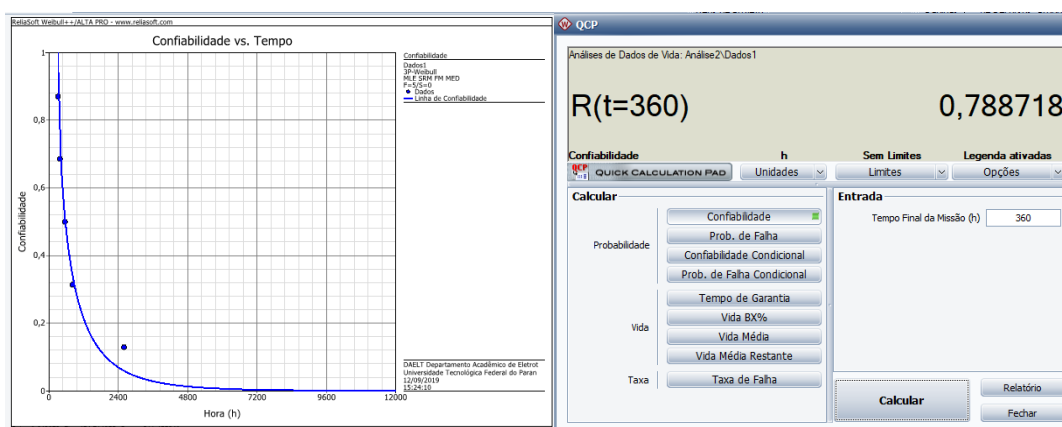 ReliaSoft Weibull++/ALTA PRO - www.reliasoft.com
Confiabilidade vs. Tempo
Confiabilidade
1
0,8
0,6
0,4
0,2
0
0
2400
4800
7200
9600
12000
Hora (h)
Confiabilidade
Dados1
3P-Weibull
MLE SRM FM MED
F=5/S=0
Dados
Linha de Confiabilidade
DAELT Departamento Acadêmico de Eletrot
Universidade Tecnológica Federal do Paran
12/09/2019
15:24:10
QCP
Análises de Dados de Vida: Análise2\Dados1
R(t=360) 0,788718
Confiabilidade h Sem Limites Legenda ativadas
QCP QUICK CALCULATION PAD Unidades Limites Opções
Calcular
Probabilidade
Confiabilidade
Prob. de Falha
Confiabilidade Condicional
Prob. de Falha Condicional
Vida
Tempo de Garantia
Vida BX%
Vida Média
Vida Média Restante
Taxa
Taxa de Falha
Entrada
Tempo Final da Missão (h) 360
Calcular
Relatório
Fechar